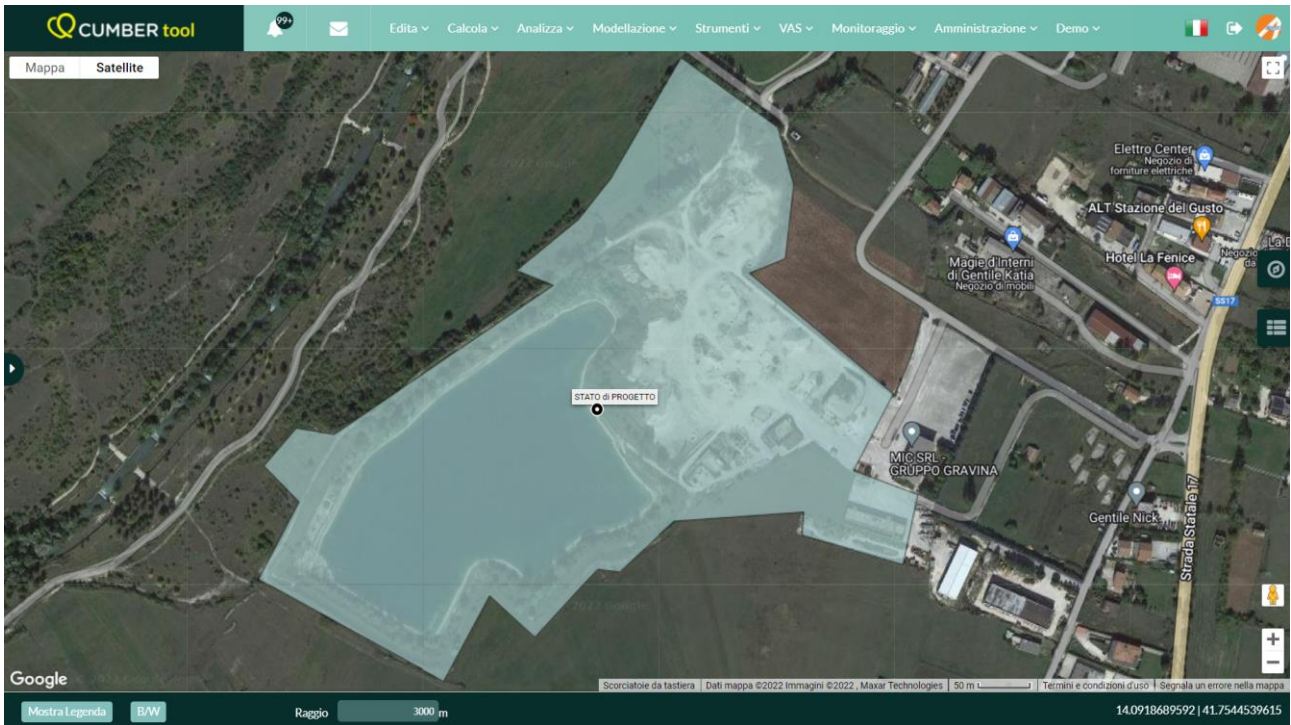 CUMBER tool
99+
Edita
Calcola
Analizza
Modellazione
Strumenti
VAS
Monitoraggio
Amministrazione
Demo
Mappa
Satellite
Elettro Center
Negozio di
forniture elettriche
ALT Stazione del Gusto
Hotel La Fenice
Magie d'Interni
di Gentile Katia
Negozio di mobili
SS17
STATO di PROGETTO
MIC SRL -
GRUPPO GRAVINA
Gentile Nick
Strada Statale 17
Google
Scorciatoie da tastiera
Dati mappa ©2022 Immagini ©2022 , Maxar Technologies
50 m
Termini e condizioni d'uso
Segnala un errore nella mappa
Mostra Legenda
B/W
Raggio
3000 m
14.0918689592 | 41.7544539615